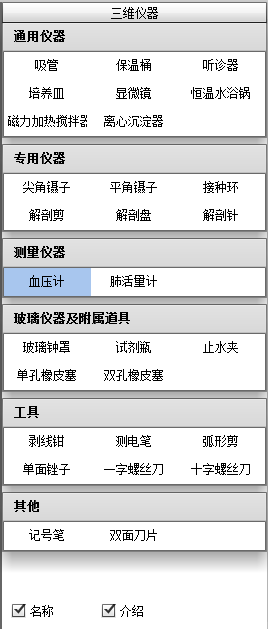 三维仪器
通用仪器
吸管 保温桶 听诊器
培养皿 显微镜 恒温水浴锅
磁力加热搅拌器 离心沉淀器
专用仪器
尖角镊子 平角镊子 接种环
解剖剪 解剖盘 解剖针
测量仪器
血压计 肺活量计
玻璃仪器及附属道具
玻璃钟罩 试剂瓶 止水夹
单孔橡皮塞 双孔橡皮塞
工具
剥线钳 测电笔 弧形剪
单面锉子 一字螺丝刀 十字螺丝刀
其他
记号笔 双面刀片
名称 介绍